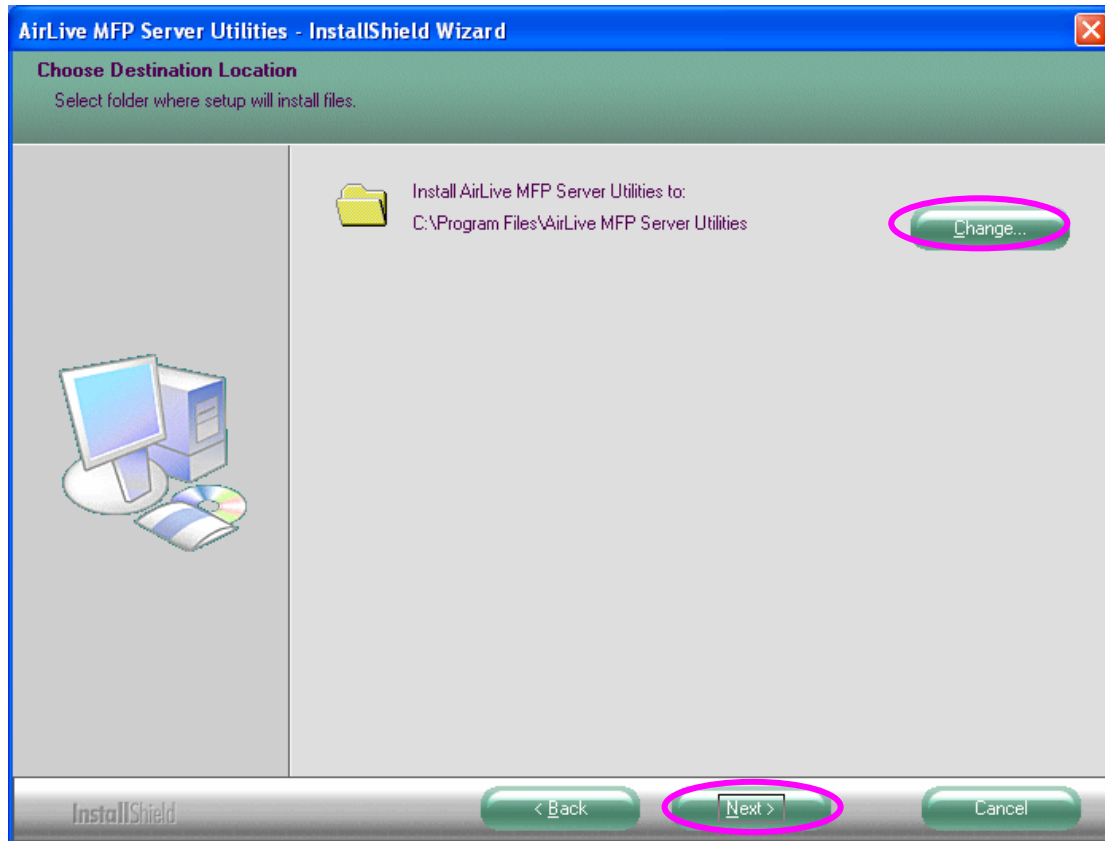 AirLive MFP Server Utilities - InstallShield Wizard
Choose Destination Location
Select folder where setup will install files.
Install AirLive MFP Server Utilities to:
C:\Program Files\AirLive MFP Server Utilities
Change...
InstallShield
< Back
Next >
Cancel